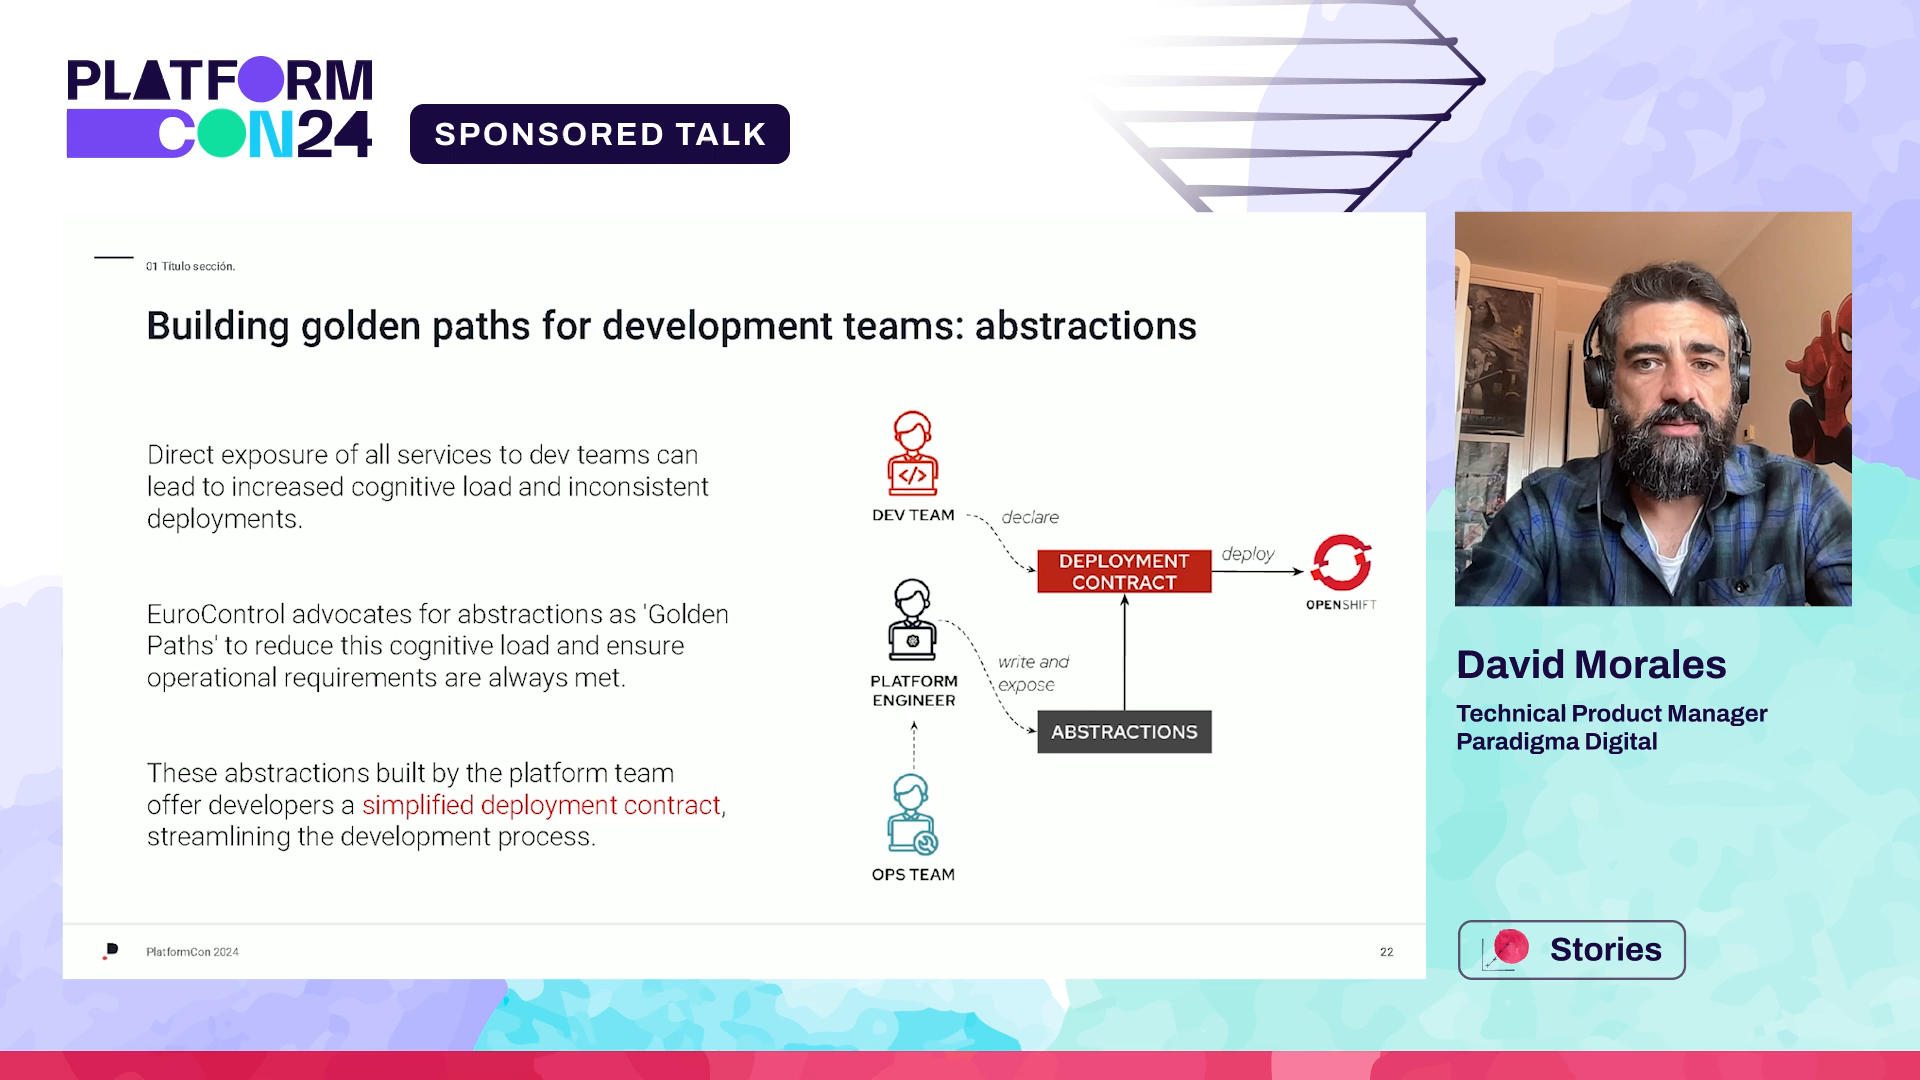 PLATFORM
CON24
SPONSORED TALK
01 Título sección.
Building golden paths for development teams: abstractions
Direct exposure of all services to dev teams can
lead to increased cognitive load and inconsistent
deployments.
EuroControl advocates for abstractions as 'Golden
Paths' to reduce this cognitive load and ensure
operational requirements are always met.
These abstractions built by the platform team
offer developers a simplified deployment contract,
streamlining the development process.
</>
DEV TEAM
declare
DEPLOYMENT
CONTRACT
deploy
OPENSHIFT
PLATFORM
ENGINEER
write and
expose
ABSTRACTIONS
OPS TEAM
PlatformCon 2024
22
David Morales
Technical Product Manager
Paradigma Digital
Stories